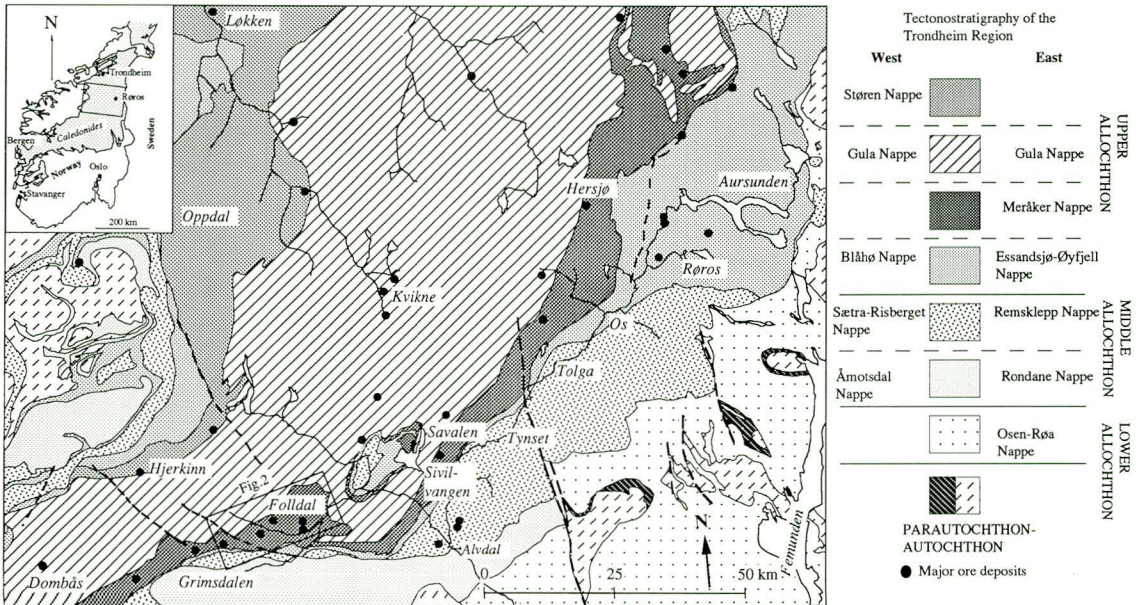 N
Trondheim
Røros
Bergen
Caledonides
Sweden
Norway
Oslo
Stavanger
200 km
Løkken
Oppdal
Hersjø
Aursunden
Kvikne
Røros
Os
Tolga
Savalen
Tynset
Sivil-
vangen
Hjerkinn
Fig.2
Folldal
Alvdal
Dombås
Grimsdalen
Femunden
N
0 25 50 km
Tectonostratigraphy of the
Trondheim Region
West East
Støren Nappe
Gula Nappe Gula Nappe
Meråker Nappe
Blåhø Nappe Essandsjø-Øyfjell
Nappe
UPPER
ALLOCHTHON
Sætra-Risberget Remsklepp Nappe
Nappe
Åmotsdal Rondane Nappe
Nappe
MIDDLE
ALLOCHTHON
Osen-Røa
Nappe
LOWER
ALLOCHTHON
PARAUTOCHTHON-
AUTOCHTHON
Major ore deposits